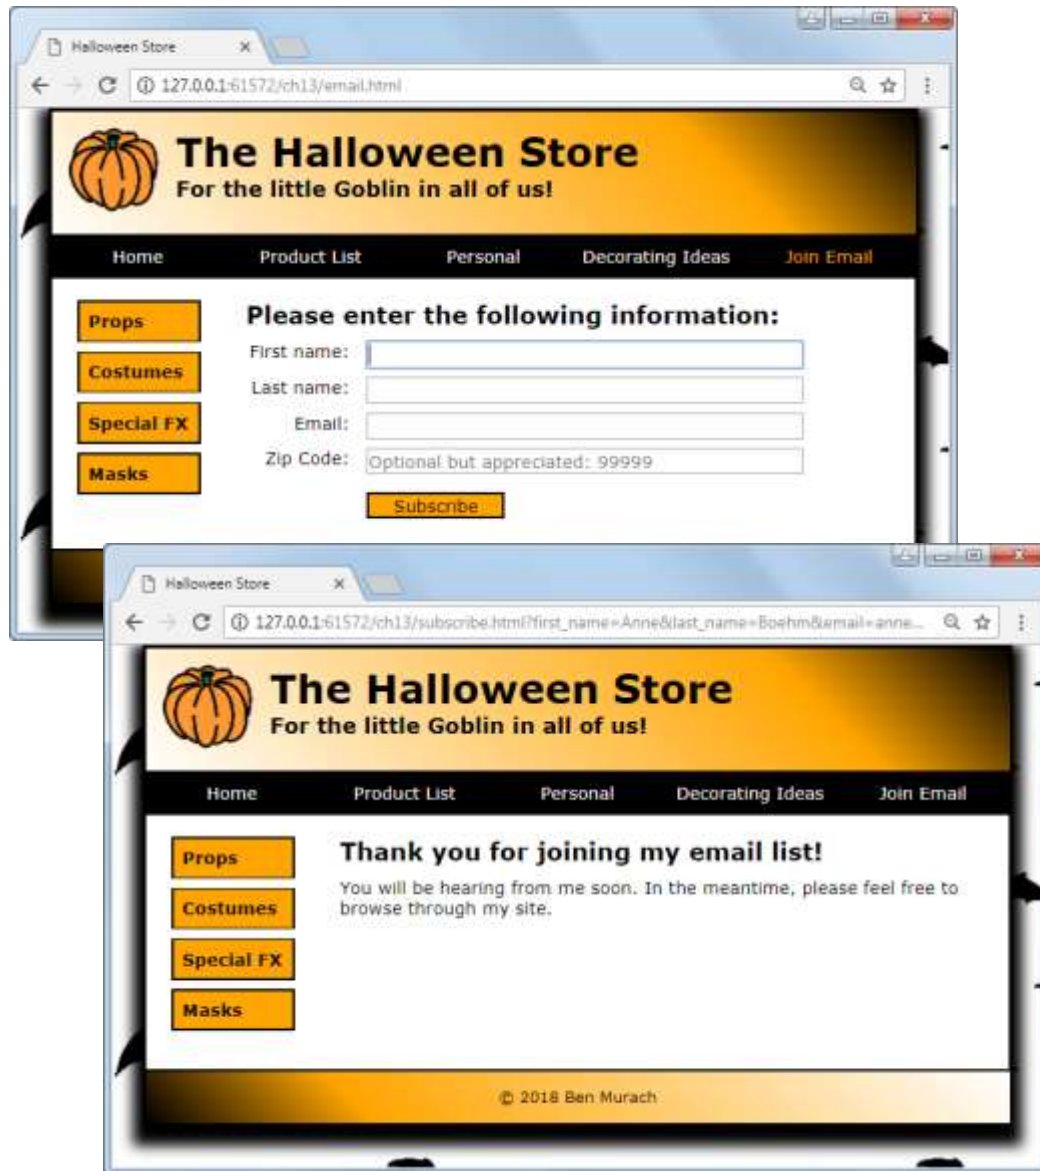 Halloween Store
127.0.0.1:61572/ch13/email.html
The Halloween Store
For the little Goblin in all of us!
Home Product List Personal Decorating Ideas Join Email
Props
Costumes
Special FX
Masks
Please enter the following information:
First name:
Last name:
Email:
Zip Code: Optional but appreciated: 99999
Subscribe
Halloween Store
127.0.0.1:61572/ch13/subscribe.html?first_name=Anne&last_name=Boehm&email=anne...
The Halloween Store
For the little Goblin in all of us!
Home Product List Personal Decorating Ideas Join Email
Props
Costumes
Special FX
Masks
Thank you for joining my email list!
You will be hearing from me soon. In the meantime, please feel free to
browse through my site.
© 2018 Ben Murach